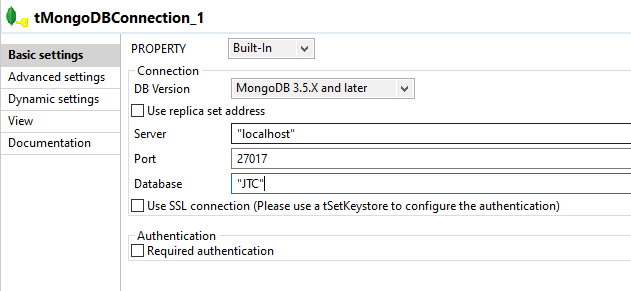 tMongoDBConnection_1
Basic settings
Advanced settings
Dynamic settings
View
Documentation
PROPERTY Built-In
Connection
DB Version MongoDB 3.5.X and later
Use replica set address
Server "localhost"
Port 27017
Database "JTC"
Use SSL connection (Please use a tSetKeystore to configure the authentication)
Authentication
Required authentication